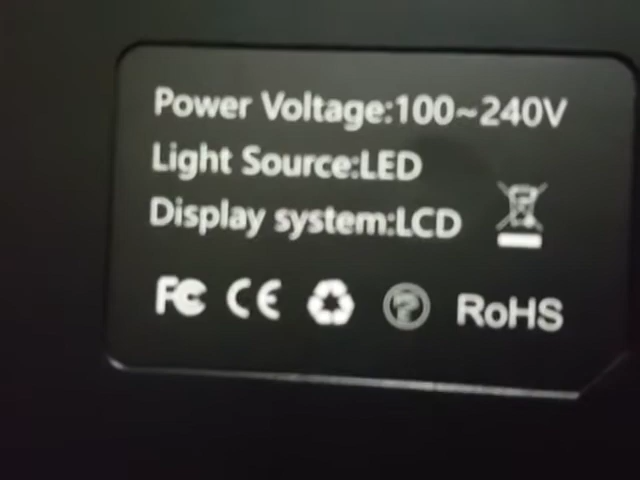 Power Voltage:100~240V
Light Source:LED
Display system:LCD
FC CE RoHS